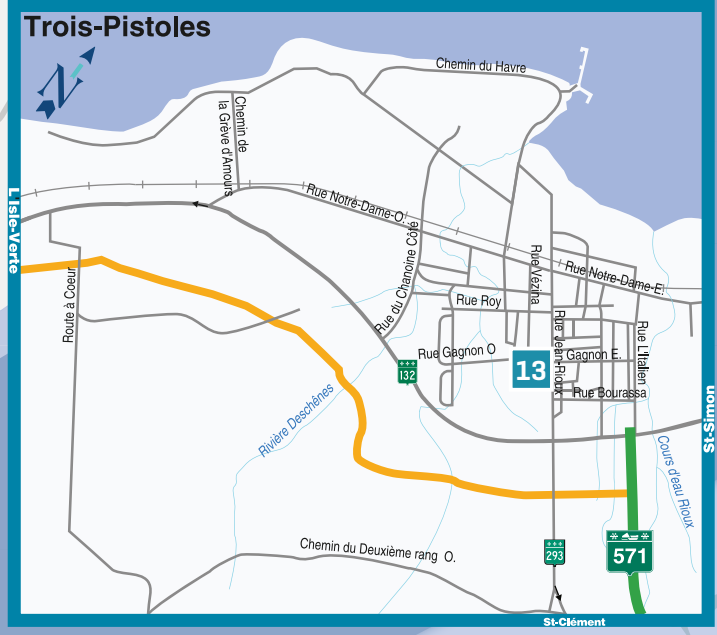 Trois-Pistoles
N
Chemin du Havre
Chemin de
la Grève d'Amours
L'Isle-Verte
Rue Notre-Dame-O.
Rue du Chanoine Côté
Rue Vézina
Rue Notre-Dame-E.
Route à Coeur
Rue Roy
Rue Jean-Rioux
Rue L'Italien
Rue Gagnon O
Gagnon E.
13
132
Rue Bourassa
St-Simon
Rivière Deschênes
Cours d'eau Rioux
Chemin du Deuxième rang O.
293
571
St-Clément